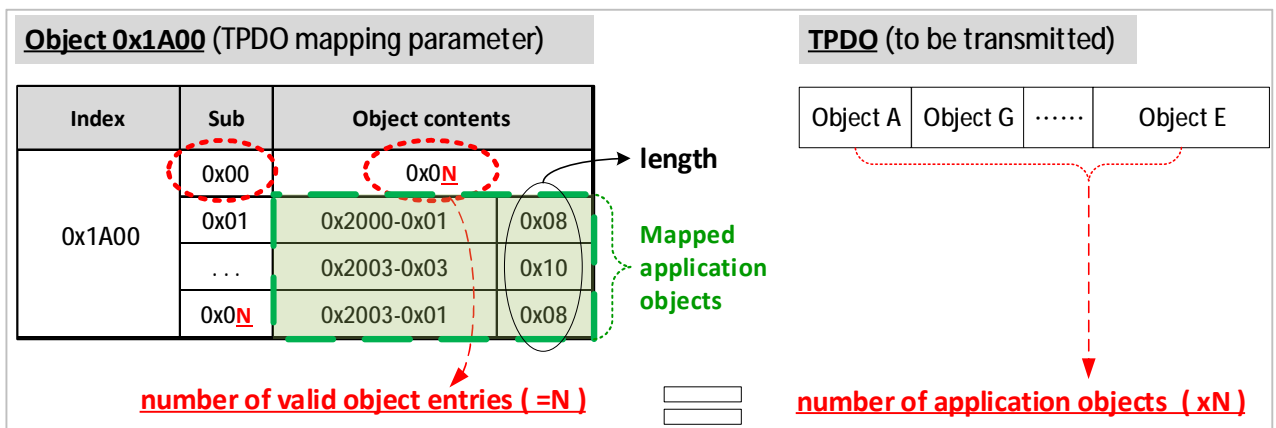 Object 0x1A00 (TPDO mapping parameter)
TPDO (to be transmitted)
Index Sub Object contents
0x1A00
0x00 0x0N
0x01 0x2000-0x01 0x08
... 0x2003-0x03 0x10
0x0N 0x2003-0x01 0x08
length
Mapped
application
objects
Object A Object G ...... Object E
number of valid object entries ( =N )
number of application objects ( xN )